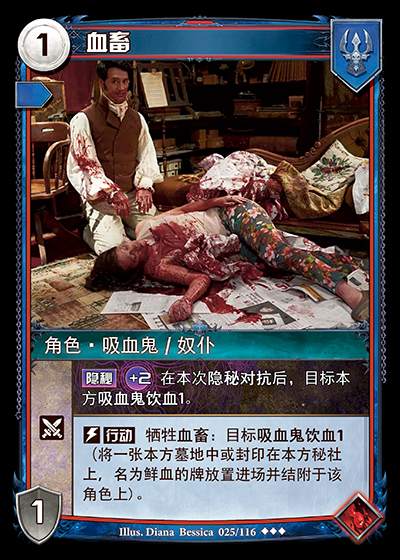 1 血畜
角色·吸血鬼 / 奴仆
隐秘 +2 在本次隐秘对抗后，目标本
方吸血鬼饮血1。
行动 牺牲血畜：目标吸血鬼饮血1
（将一张本方墓地中或封印在本方秘社
上，名为鲜血的牌放置进场并结附于该
角色上）。
1
Illus. Diana Bessica 025/116